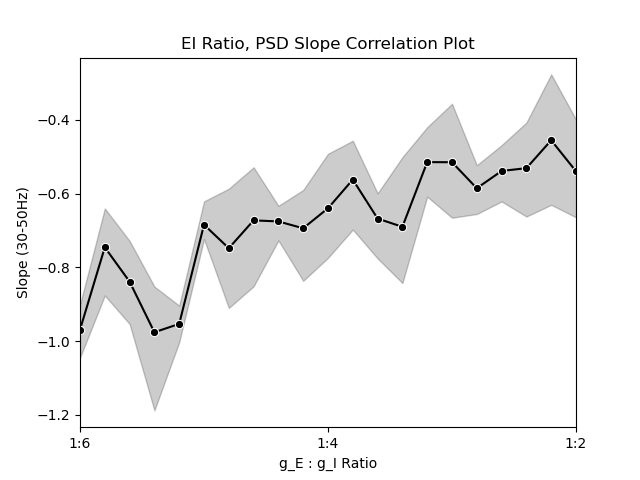 EI Ratio, PSD Slope Correlation Plot
Slope (30-50Hz)
−0.4
−0.6
−0.8
−1.0
−1.2
1:6
1:4
1:2
g_E : g_I Ratio